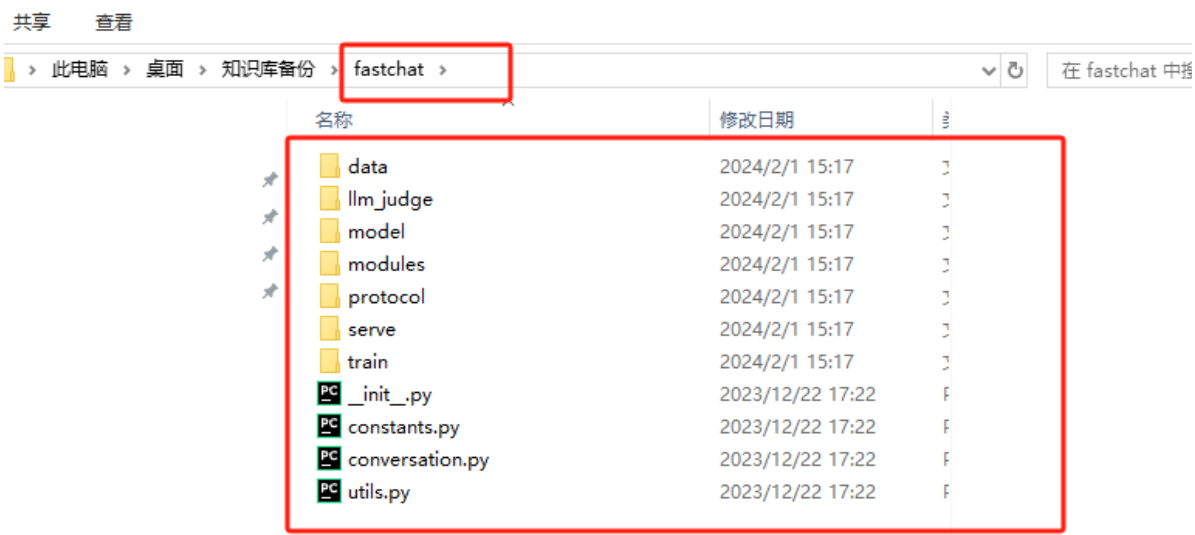 共享 查看
此电脑 > 桌面 > 知识库备份 > fastchat >
在 fastchat 中
名称 修改日期
data 2024/2/1 15:17
llm_judge 2024/2/1 15:17
model 2024/2/1 15:17
modules 2024/2/1 15:17
protocol 2024/2/1 15:17
serve 2024/2/1 15:17
train 2024/2/1 15:17
PC __init__.py 2023/12/22 17:22
PC constants.py 2023/12/22 17:22
PC conversation.py 2023/12/22 17:22
PC utils.py 2023/12/22 17:22